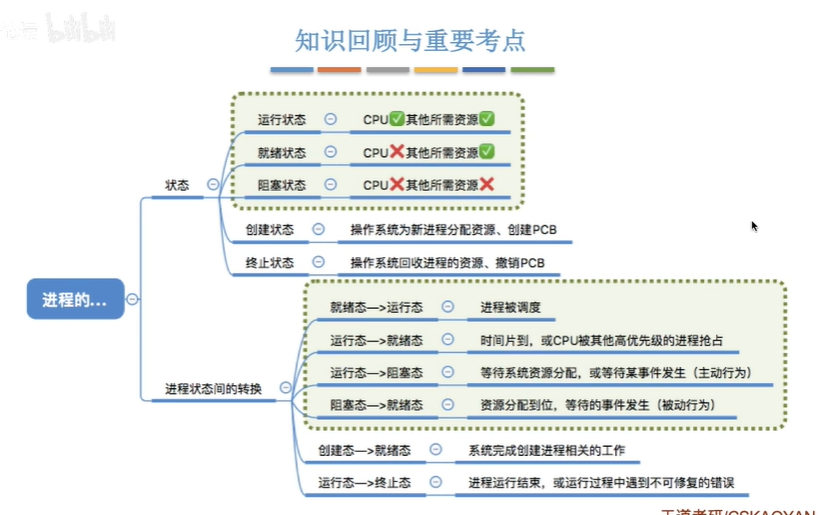 bilibili
知识回顾与重要考点
运行状态 CPU✅其他所需资源✅
就绪状态 CPU❌其他所需资源✅
阻塞状态 CPU❌其他所需资源❌
状态
创建状态 操作系统为新进程分配资源、创建PCB
终止状态 操作系统回收进程的资源、撤销PCB
进程的...
就绪态—>运行态 进程被调度
运行态—>就绪态 时间片到，或CPU被其他高优先级的进程抢占
运行态—>阻塞态 等待系统资源分配，或等待某事件发生（主动行为）
阻塞态—>就绪态 资源分配到位，等待的事件发生（被动行为）
进程状态间的转换
创建态—>就绪态 系统完成创建进程相关的工作
运行态—>终止态 进程运行结束，或运行过程中遇到不可修复的错误
王道考研/CSKAOYAN